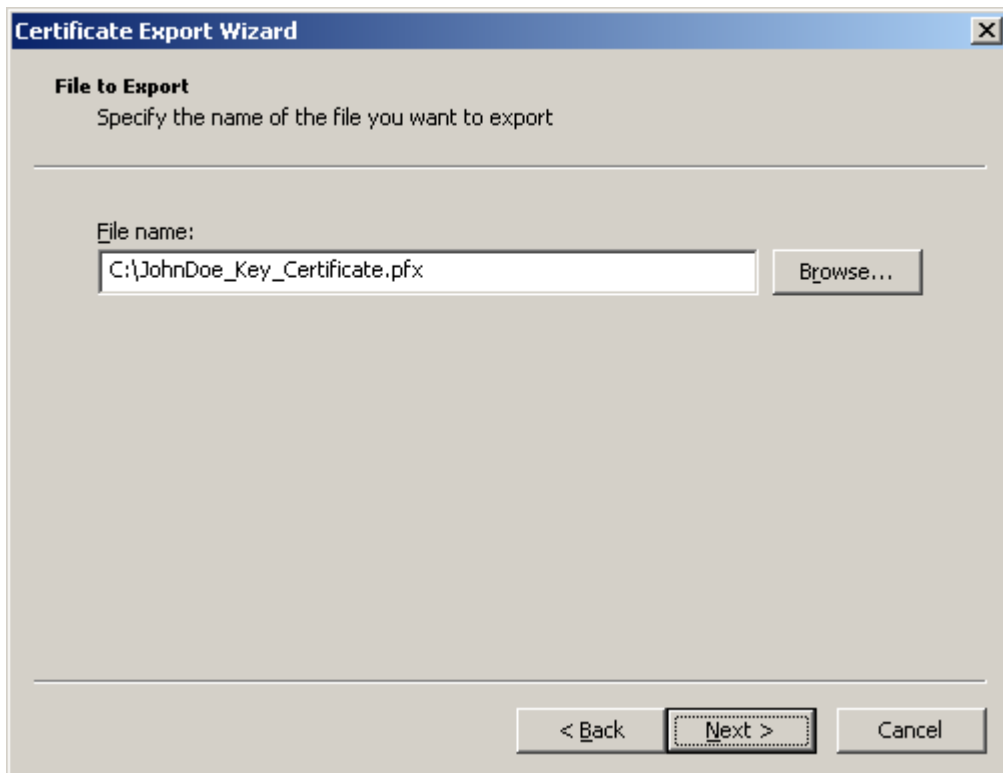 Certificate Export Wizard
File to Export
Specify the name of the file you want to export
File name:
C:\JohnDoe_Key_Certificate.pfx
Browse...
< Back
Next >
Cancel